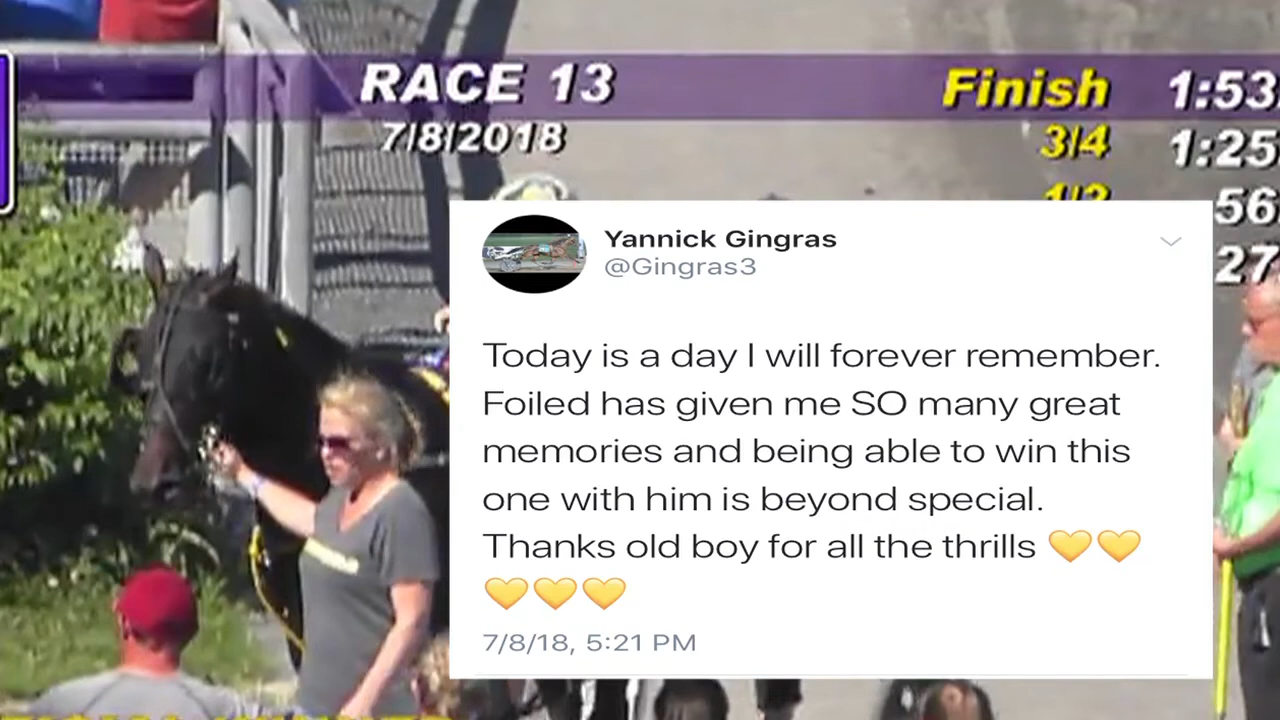 RACE 13
7/8/2018
Finish 1:53
3/4 1:25
1/2 56
27
Yannick Gingras
@Gingras3
Today is a day I will forever remember.
Foiled has given me SO many great
memories and being able to win this
one with him is beyond special.
Thanks old boy for all the thrills 💛💛
💛💛💛
7/8/18, 5:21 PM